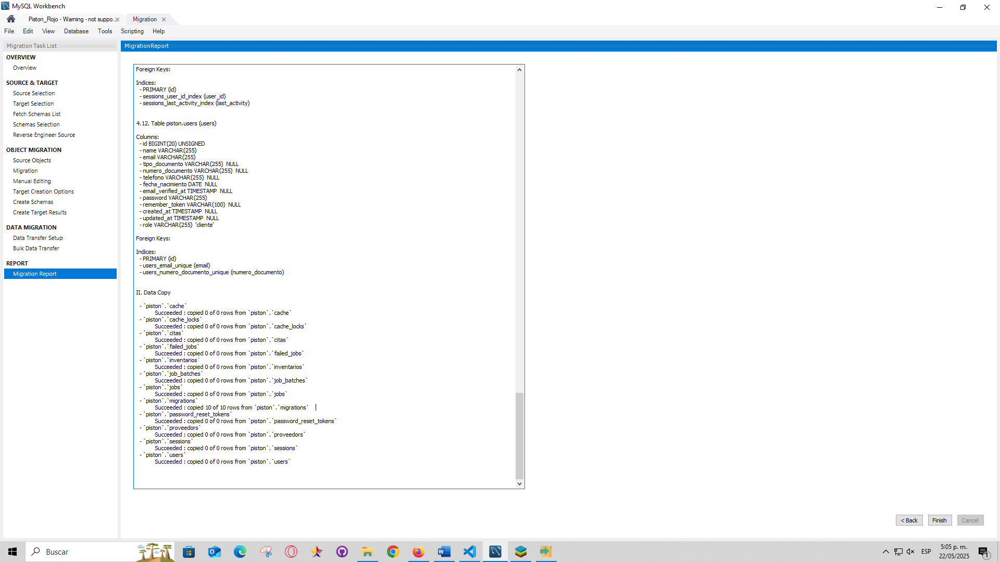 MySQL Workbench
Piston_Rojo - Warning - not suppo...
Migration
File Edit View Database Tools Scripting Help
Migration Task List
OVERVIEW
Overview
SOURCE & TARGET
Source Selection
Target Selection
Fetch Schemas List
Schemas Selection
Reverse Engineer Source
OBJECT MIGRATION
Source Objects
Migration
Manual Editing
Target Creation Options
Create Schemas
Create Target Results
DATA MIGRATION
Data Transfer Setup
Bulk Data Transfer
REPORT
Migration Report
Migration Report
Foreign Keys:
Indices:
- PRIMARY (id)
- sessions_user_id_index (user_id)
- sessions_last_activity_index (last_activity)
4.12. Table piston.users (users)
Columns:
- id BIGINT(20) UNSIGNED
- name VARCHAR(255)
- email VARCHAR(255)
- tipo_documento VARCHAR(255)  NULL
- numero_documento VARCHAR(255)  NULL
- telefono VARCHAR(255)  NULL
- fecha_nacimiento DATE  NULL
- email_verified_at TIMESTAMP  NULL
- password VARCHAR(255)
- remember_token VARCHAR(100)  NULL
- created_at TIMESTAMP  NULL
- updated_at TIMESTAMP  NULL
- role VARCHAR(255)  'cliente'
Foreign Keys:
Indices:
- PRIMARY (id)
- users_email_unique (email)
- users_numero_documento_unique (numero_documento)
II. Data Copy
- `piston`.`cache`
Succeeded : copied 0 of 0 rows from `piston`.`cache`
- `piston`.`cache_locks`
Succeeded : copied 0 of 0 rows from `piston`.`cache_locks`
- `piston`.`citas`
Succeeded : copied 0 of 0 rows from `piston`.`citas`
- `piston`.`failed_jobs`
Succeeded : copied 0 of 0 rows from `piston`.`failed_jobs`
- `piston`.`inventarios`
Succeeded : copied 0 of 0 rows from `piston`.`inventarios`
- `piston`.`job_batches`
Succeeded : copied 0 of 0 rows from `piston`.`job_batches`
- `piston`.`jobs`
Succeeded : copied 0 of 0 rows from `piston`.`jobs`
- `piston`.`migrations`
Succeeded : copied 10 of 10 rows from `piston`.`migrations`
- `piston`.`password_reset_tokens`
Succeeded : copied 0 of 0 rows from `piston`.`password_reset_tokens`
- `piston`.`proveedors`
Succeeded : copied 0 of 0 rows from `piston`.`proveedors`
- `piston`.`sessions`
Succeeded : copied 0 of 0 rows from `piston`.`sessions`
- `piston`.`users`
Succeeded : copied 0 of 0 rows from `piston`.`users`
< Back Finish Cancel
Buscar
ESP
5:05 p. m.
22/05/2025
1